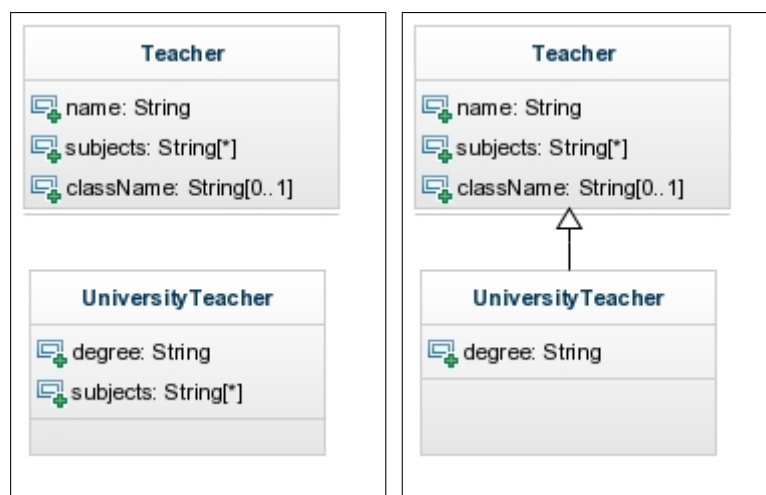 Teacher
name: String
subjects: String[*]
className: String[0..1]
UniversityTeacher
degree: String
subjects: String[*]
Teacher
name: String
subjects: String[*]
className: String[0..1]
UniversityTeacher
degree: String